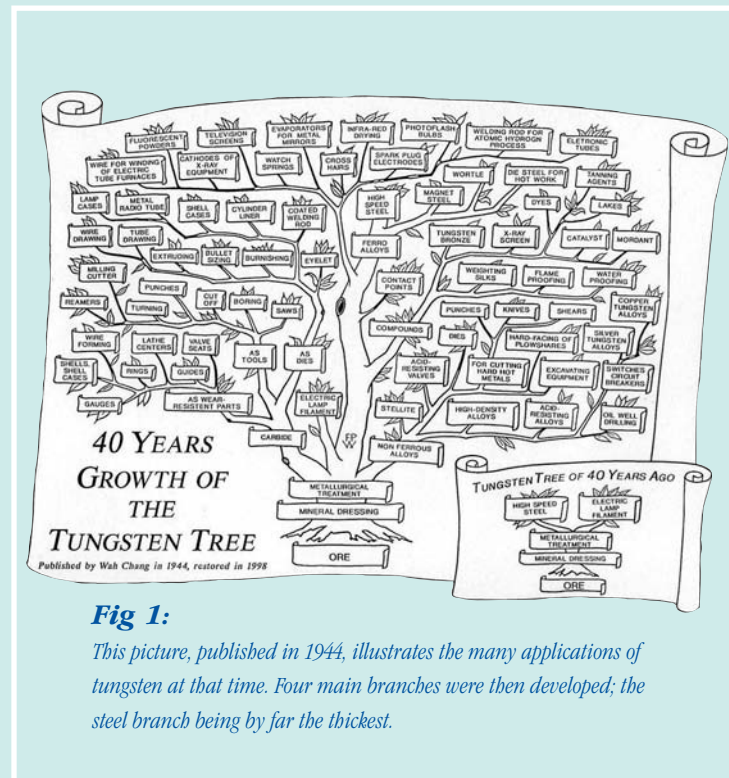 FLUORESCENT
POWDERS
TELEVISION
SCREENS
EVAPORATORS
FOR METAL
MIRRORS
INFRA-RED
DRYING
PHOTOFLASH
BULBS
WELDING ROD FOR
ATOMIC HYDROGN
PROCESS
ELETRONIC
TUBES
WIRE FOR WINDING
OF ELECTRIC
TUBE FURNACES
CATHODES OF
X-RAY
EQUPMENT
WATCH
SPRINGS
CROSS
HAIRS
SPARK PLUG
ELECTRODES
WORTLE
DIE STEEL FOR
HOT WORK
TANNING
AGENTS
LAMP
CASES
METAL
RADIO TUBE
SHELL
CASES
CYLINDER
LINER
COATED
WELDING
ROD
HIGH
SPEED
STEEL
MAGNET
STEEL
DYES
LAKES
WIRE
DRAWING
TUBE
DRAWING
EXTRUDING
BULLET
SIZING
BURNISHING
EYELET
FERRO
ALLOYS
TUNGSTEN
BRONZE
X-RAY
SCREEN
CATALYST
MORDANT
MILLING
CUTTER
PUNCHES
CONTACT
POINTS
WEIGHTING
SILKS
FLAME
PROOFING
WATER
PROOFING
REAMERS
TURNING
CUT
OFF
BORING
SAWS
COMPOUNDS
PUNCHES
KNIVES
SHEARS
COPPER
TUNGSTEN
ALLOYS
WIRE
FORMING
LATHE
CENTERS
VALVE
SEATS
AS
TOOLS
AS
DIES
DIES
HARD-FACING OF
PLOWSHARES
SILVER
TUNGSTEN
ALLOYS
SHELLS,
SHELL
CASES
RINGS
GUIDES
ACID-
RESISTING
VALVES
FOR CUTTING
HARD HOT
METALS
EXCAVATING
EQUIPMENT
SWITCHES
CIRCUIT
BREAKERS
GAUGES
AS WEAR-
RESISTENT PARTS
ELECTRIC
LAMP
FILAMENT
STELLITE
HIGH-DENSITY
ALLOYS
ACID-
RESISTING
ALLOYS
OIL WELL
DRILLING
CARBIDE
NON FERROUS
ALLOYS
METALLURGICAL
TREATMENT
MINERAL DRESSING
ORE
40 YEARS
GROWTH OF
THE
TUNGSTEN TREE
Published by Wah Chang in 1944, restored in 1998
TUNGSTEN TREE OF 40 YEARS AGO
HIGH SPEED
STEEL
ELECTRIC
LAMP
FILAMENT
METALLURGICAL
TREATMENT
MINERAL DRESSING
ORE
Fig 1:
This picture, published in 1944, illustrates the many applications of
tungsten at that time. Four main branches were then developed; the
steel branch being by far the thickest.